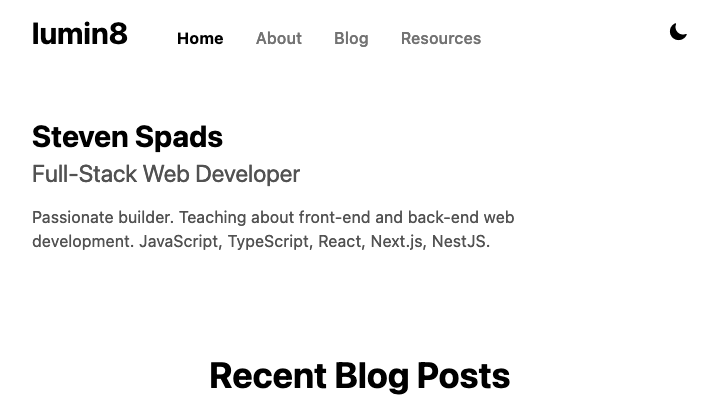 lumin8
Home About Blog Resources
Steven Spads
Full-Stack Web Developer
Passionate builder. Teaching about front-end and back-end web
development. JavaScript, TypeScript, React, Next.js, NestJS.
Recent Blog Posts